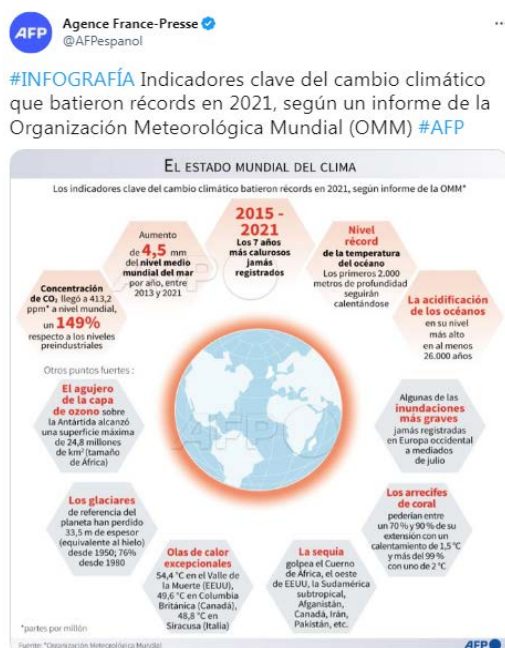 AFP
Agence France-Presse
@AFPespanol
#INFOGRAFÍA Indicadores clave del cambio climático
que batieron récords en 2021, según un informe de la
Organización Meteorológica Mundial (OMM) #AFP
EL ESTADO MUNDIAL DEL CLIMA
Los indicadores clave del cambio climático batieron récords en 2021, según informe de la OMM*
Concentración
de CO₂ llegó a 413,2
ppm* a nivel mundial,
un 149%
respecto a los niveles
preindustriales
Aumento
de 4,5 mm
del nivel medio
mundial del mar
por año, entre
2013 y 2021
2015 -
2021
Los 7 años
más calurosos
jamás
registrados
Nivel
récord
de la temperatura
del océano
Los primeros 2.000
metros de profundidad
seguirán
calentándose
La acidificación
de los océanos
en su nivel
más alto
en al menos
26.000 años
Otros puntos fuertes :
El agujero
de la capa
de ozono sobre
la Antártida alcanzó
una superficie máxima
de 24,8 millones
de km² (tamaño
de África)
Algunas de las
inundaciones
más graves
jamás registradas
en Europa occidental
a mediados
de julio
Los glaciares
de referencia del
planeta han perdido
33,5 m de espesor
(equivalente al hielo)
desde 1950; 76%
desde 1980
Olas de calor
excepcionales
54,4 °C en el Valle de
la Muerte (EEUU),
49,6 °C en Columbia
Británica (Canadá),
48,8 °C en
Siracusa (Italia)
La sequía
golpea el Cuerno
de África, el oeste
de EEUU, la Sudamérica
subtropical,
Afganistán,
Canadá, Irán,
Pakistán, etc.
Los arrecifes
de coral
pederían entre
un 70 % y 90 % de su
extensión con un
calentamiento de 1,5 °C
y más del 99 %
con uno de 2 °C
*partes por millón
Fuente: *Organización Meteorológica Mundial
AFP